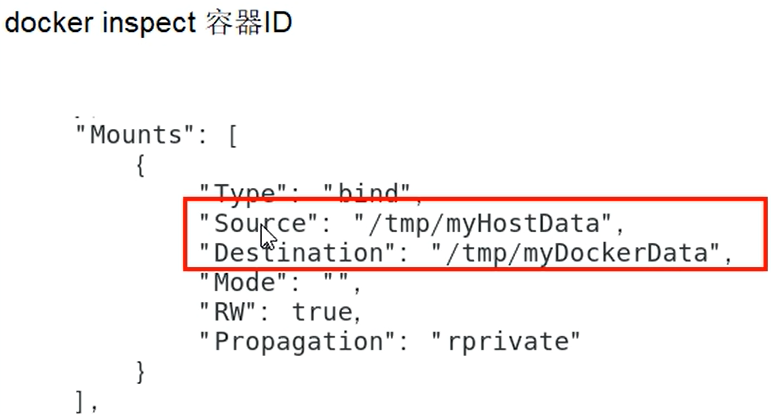 docker inspect 容器ID
"Mounts": [
{
"Type": "bind",
"Source": "/tmp/myHostData",
"Destination": "/tmp/myDockerData",
"Mode": "",
"RW": true,
"Propagation": "rprivate"
}
],